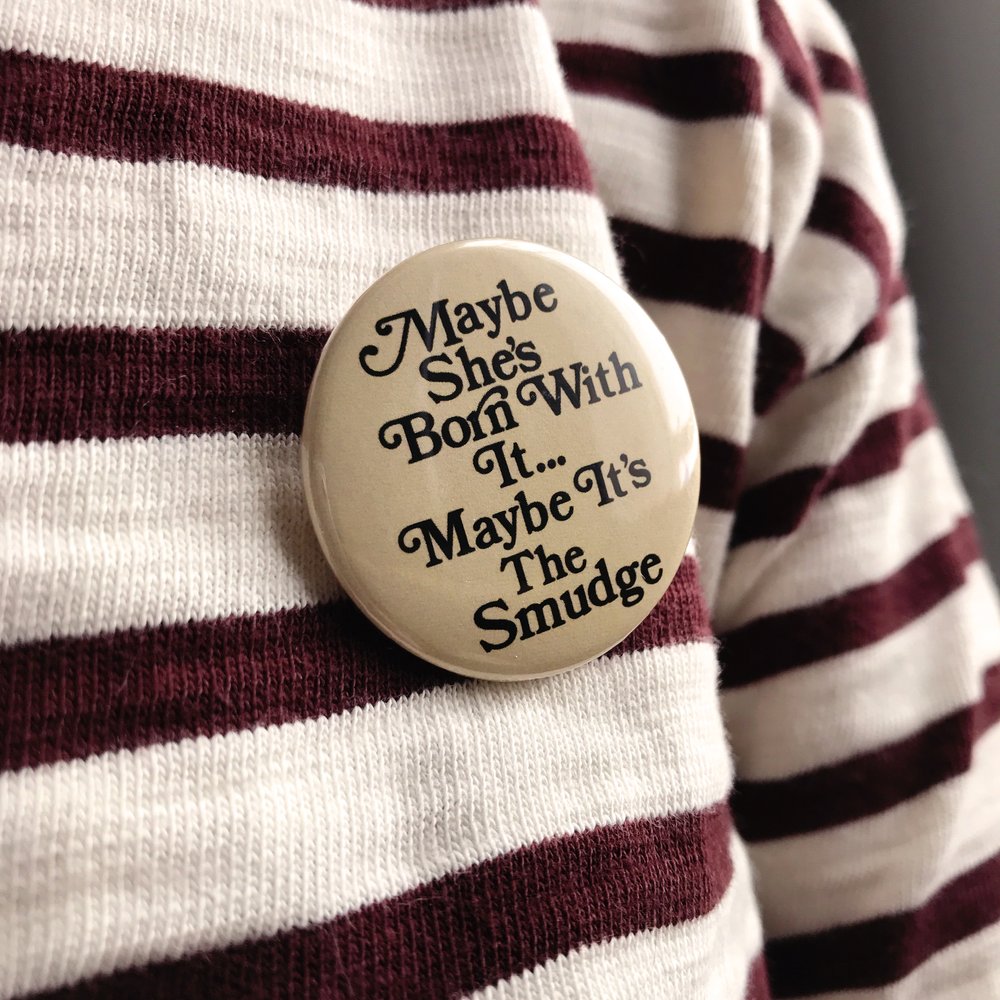 Maybe
She's
Born With
It...
Maybe It's
The
Smudge